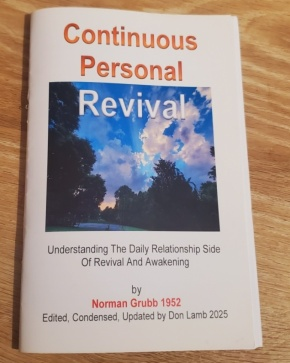 Continuous
Personal
Revival
Understanding The Daily Relationship Side
Of Revival And Awakening
by
Norman Grubb 1952
Edited, Condensed, Updated by Don Lamb 2025